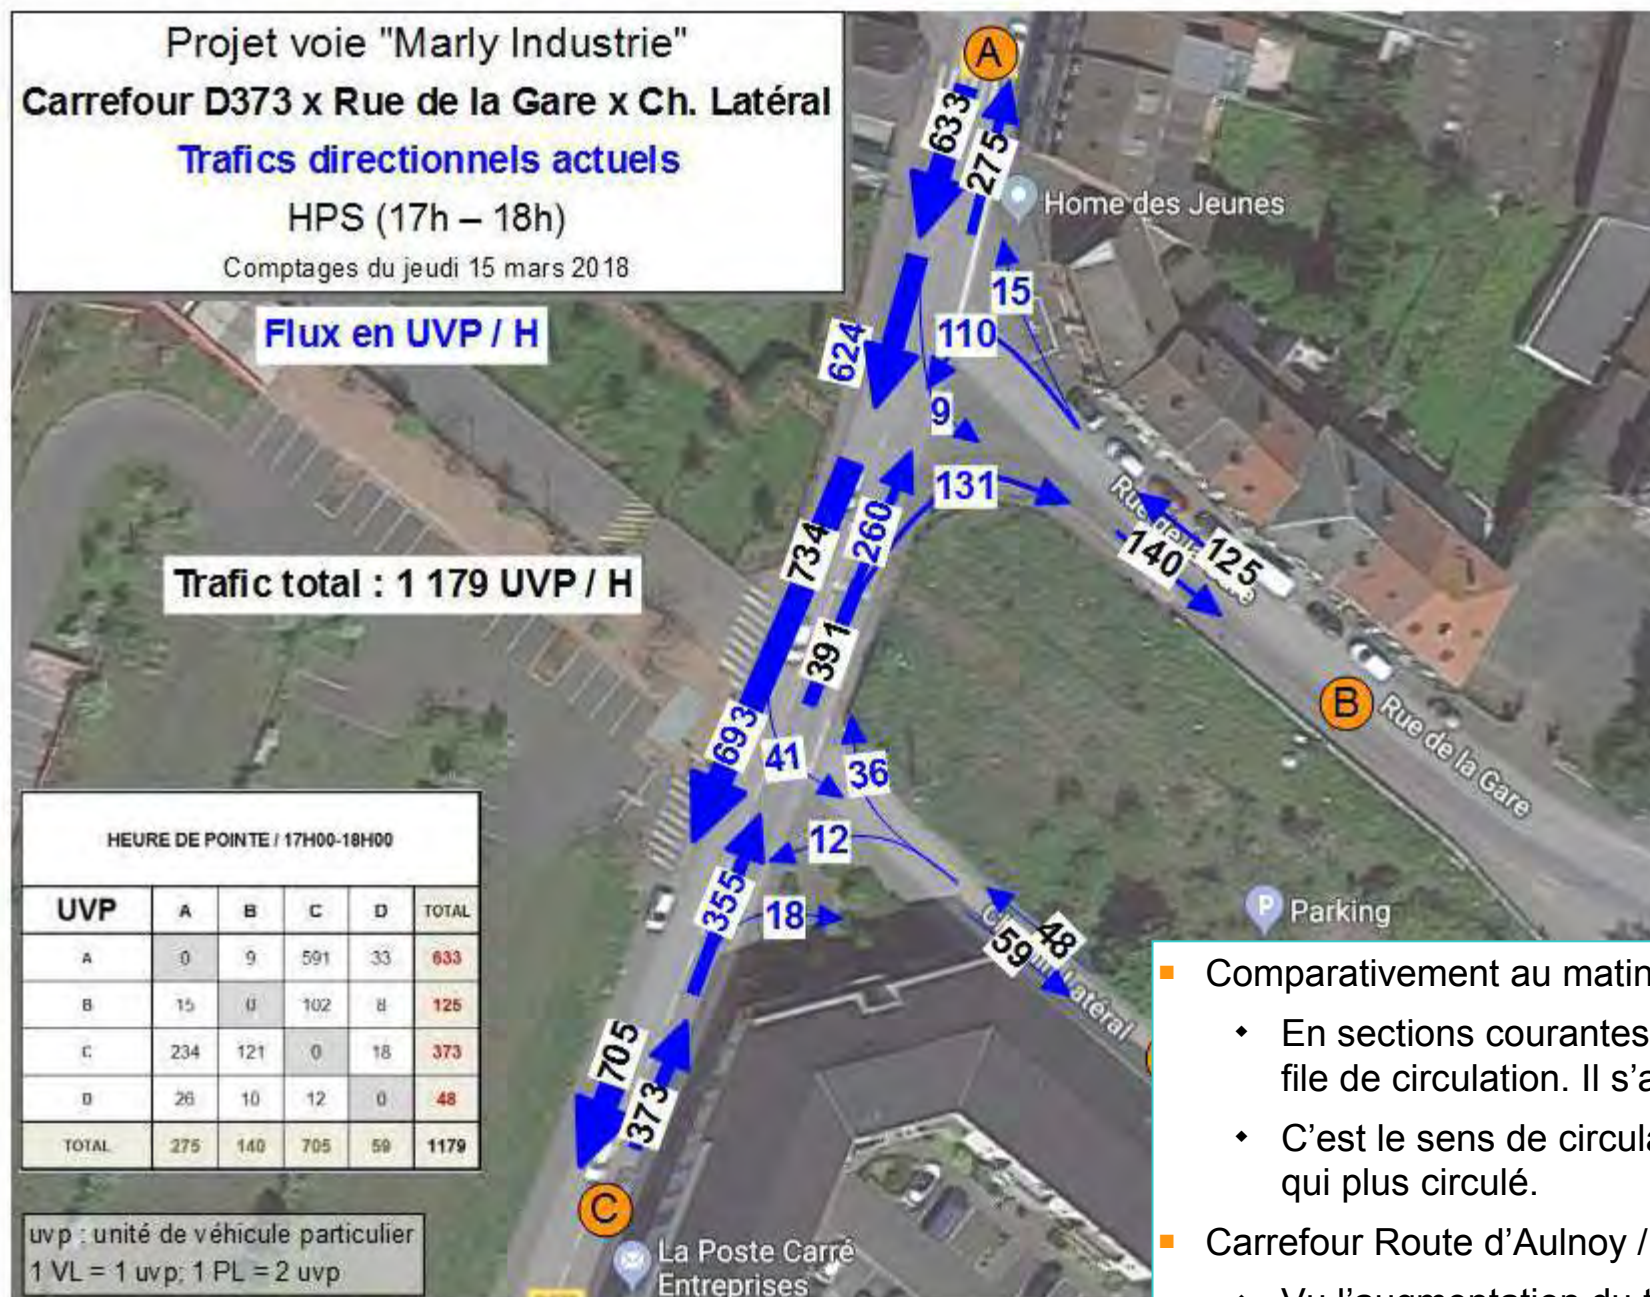 Projet voie "Marly Industrie"
Carrefour D373 x Rue de la Gare x Ch. Latéral
Trafics directionnels actuels
HPS (17h – 18h)
Comptages du jeudi 15 mars 2018
Flux en UVP / H
Trafic total : 1 179 UVP / H
A
633
275
Home des Jeunes
15
110
624
9
131
260
734
391
140
125
B
Rue de la Gare
693
41
36
12
355
18
48
59
Latéral
Parking
P
705
373
C
La Poste Carré
Entreprises
HEURE DE POINTE / 17H00-18H00
UVP A B C D TOTAL
A 0 9 591 33 633
B 15 0 102 8 125
C 234 121 0 18 373
D 26 10 12 0 48
TOTAL 275 140 705 59 1179
uvp : unité de véhicule particulier
1 VL = 1 uvp; 1 PL = 2 uvp
Comparativement au matin
En sections courantes
file de circulation. Il s'a
C'est le sens de circula
qui plus circulé.
Carrefour Route d'Aulnoy /